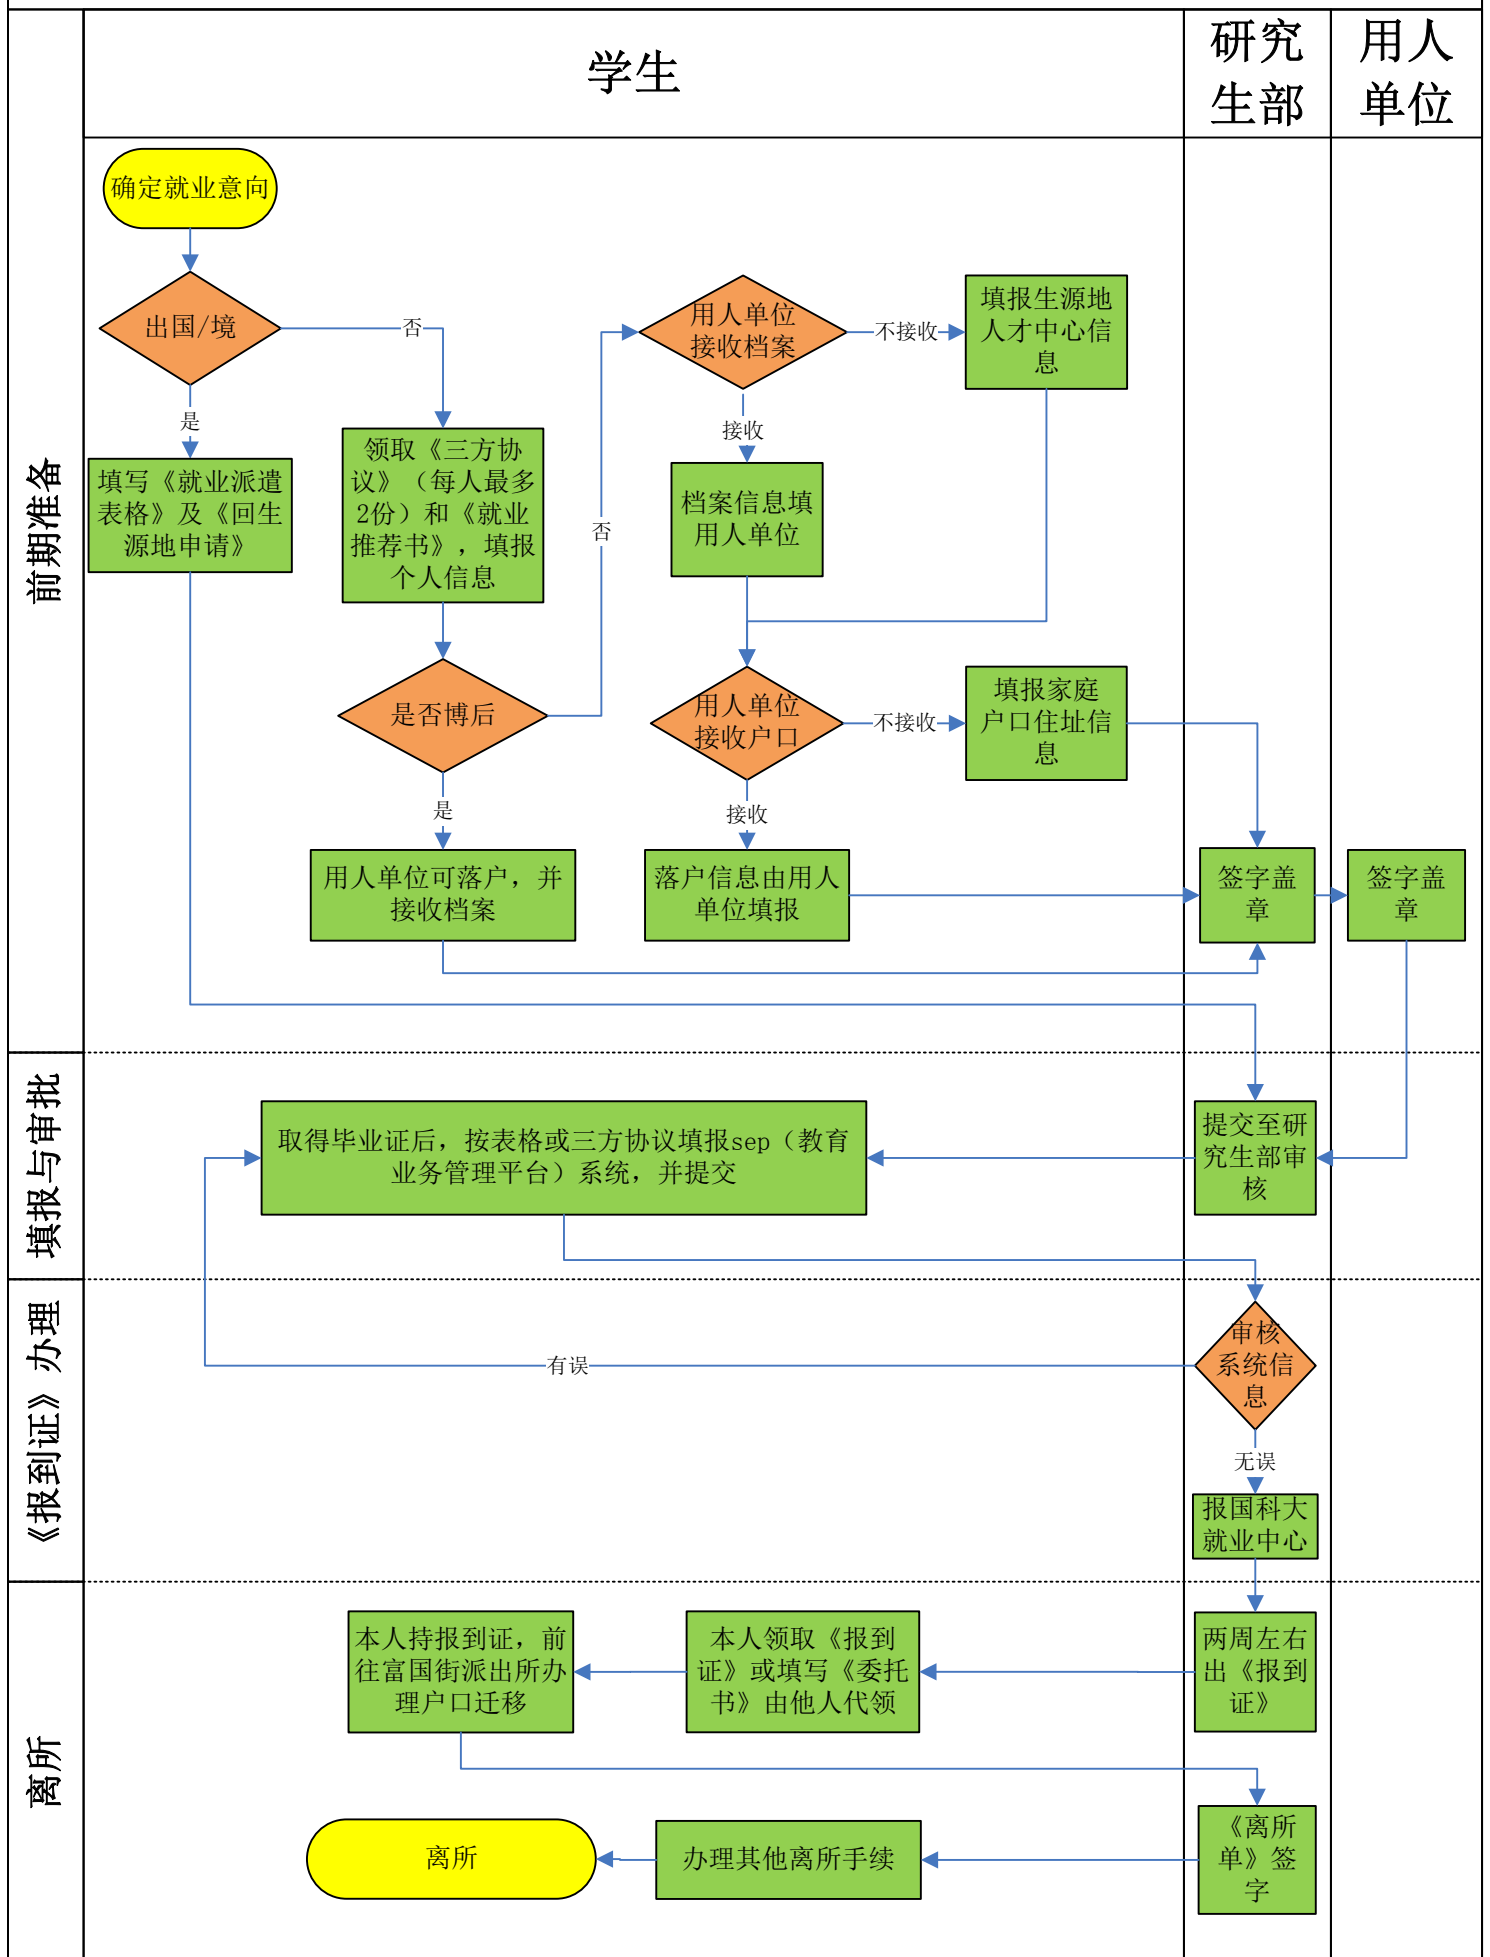 学生
研究
生部
用人
单位
前期准备
确定就业意向
出国/境
否
是
填写《就业派遣
表格》及《回生
源地申请》
领取《三方协
议》（每人最多
2份）和《就业
推荐书》，填报
个人信息
是否博后
否
是
用人单位可落户，并
接收档案
用人单位
接收档案
不接收
填报生源地
人才中心信
息
接收
档案信息填
用人单位
用人单位
接收户口
不接收
填报家庭
户口住址信
息
接收
落户信息由用人
单位填报
签字盖
章
签字盖
章
填报与审批
取得毕业证后，按表格或三方协议填报sep（教育
业务管理平台）系统，并提交
提交至研
究生部审
核
《报到证》办理
审核
系统信
息
有误
无误
报国科大
就业中心
离所
本人持报到证，前
往富国街派出所办
理户口迁移
本人领取《报到
证》或填写《委托
书》由他人代领
两周左右
出《报到
证》
离所
办理其他离所手续
《离所
单》签
字